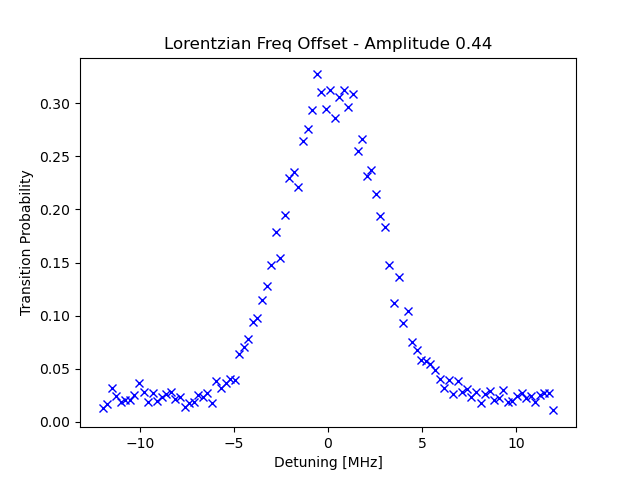 Lorentzian Freq Offset - Amplitude 0.44
Transition Probability
0.30
0.25
0.20
0.15
0.10
0.05
0.00
−10 −5 0 5 10
Detuning [MHz]